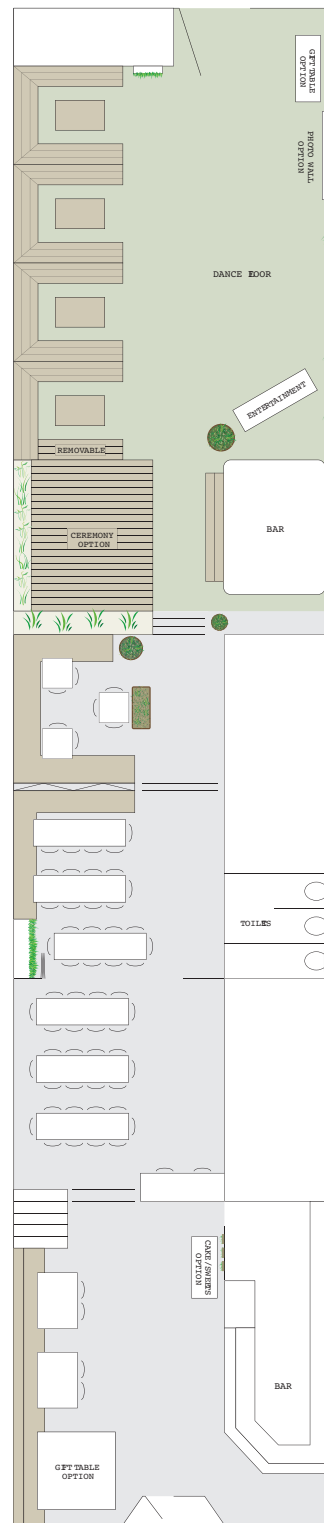 GIFT TABLE
OPTION
PHOTO WALL
OPTION
DANCE FLOOR
ENTERTAINMENT
REMOVABLE
BAR
CEREMONY
OPTION
TOILETS
CAKE/SWEETS
OPTION
BAR
GIFT TABLE
OPTION